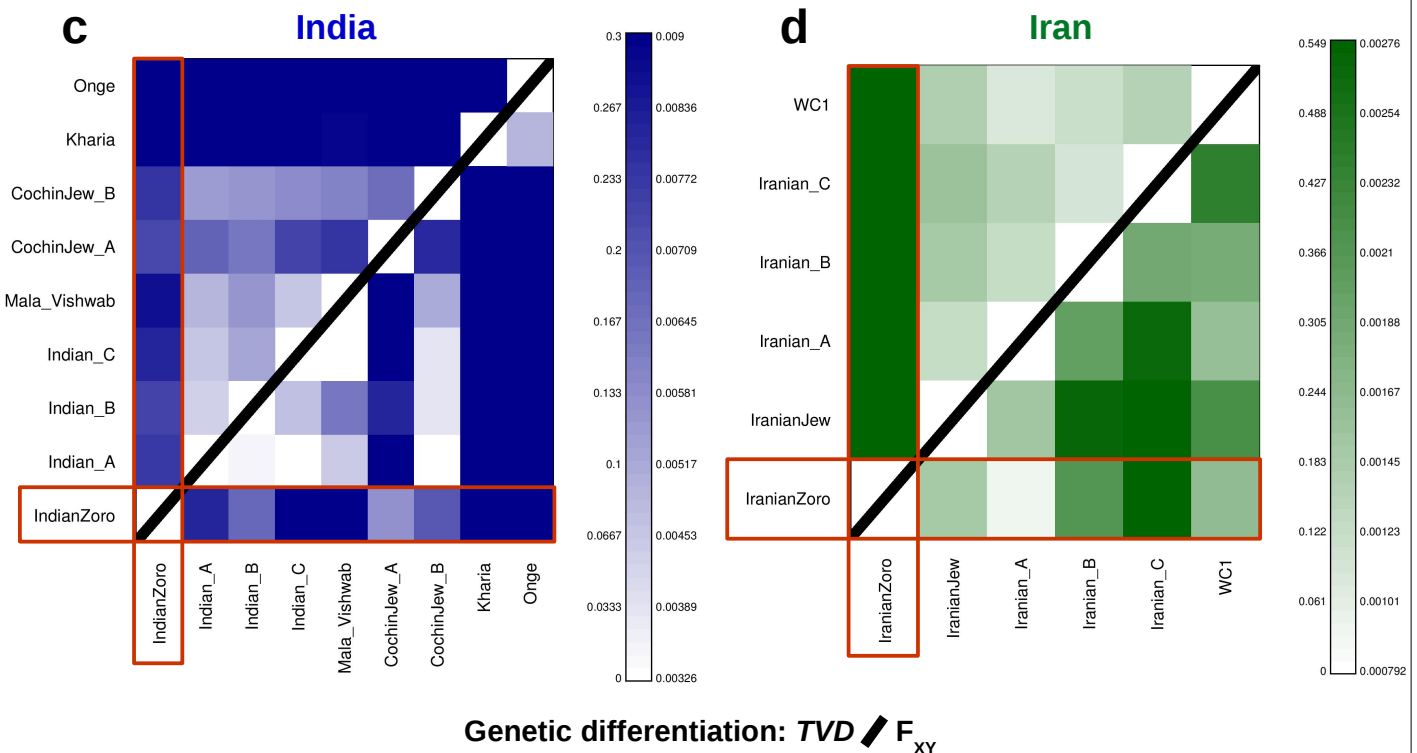 c
India
Onge
Kharia
CochinJew_B
CochinJew_A
Mala_Vishwab
Indian_C
Indian_B
Indian_A
IndianZoro
IndianZoro
Indian_A
Indian_B
Indian_C
Mala_Vishwab
CochinJew_A
CochinJew_B
Kharia
Onge
0.3 0.009
0.267 0.00836
0.233 0.00772
0.2 0.00709
0.167 0.00645
0.133 0.00581
0.1 0.00517
0.0667 0.00453
0.0333 0.00389
0 0.00326
d
Iran
WC1
Iranian_C
Iranian_B
Iranian_A
IranianJew
IranianZoro
IranianZoro
IranianJew
Iranian_A
Iranian_B
Iranian_C
WC1
0.549 0.00276
0.488 0.00254
0.427 0.00232
0.366 0.0021
0.305 0.00188
0.244 0.00167
0.183 0.00145
0.122 0.00123
0.061 0.00101
0 0.000792
Genetic differentiation: TVD / F_XY